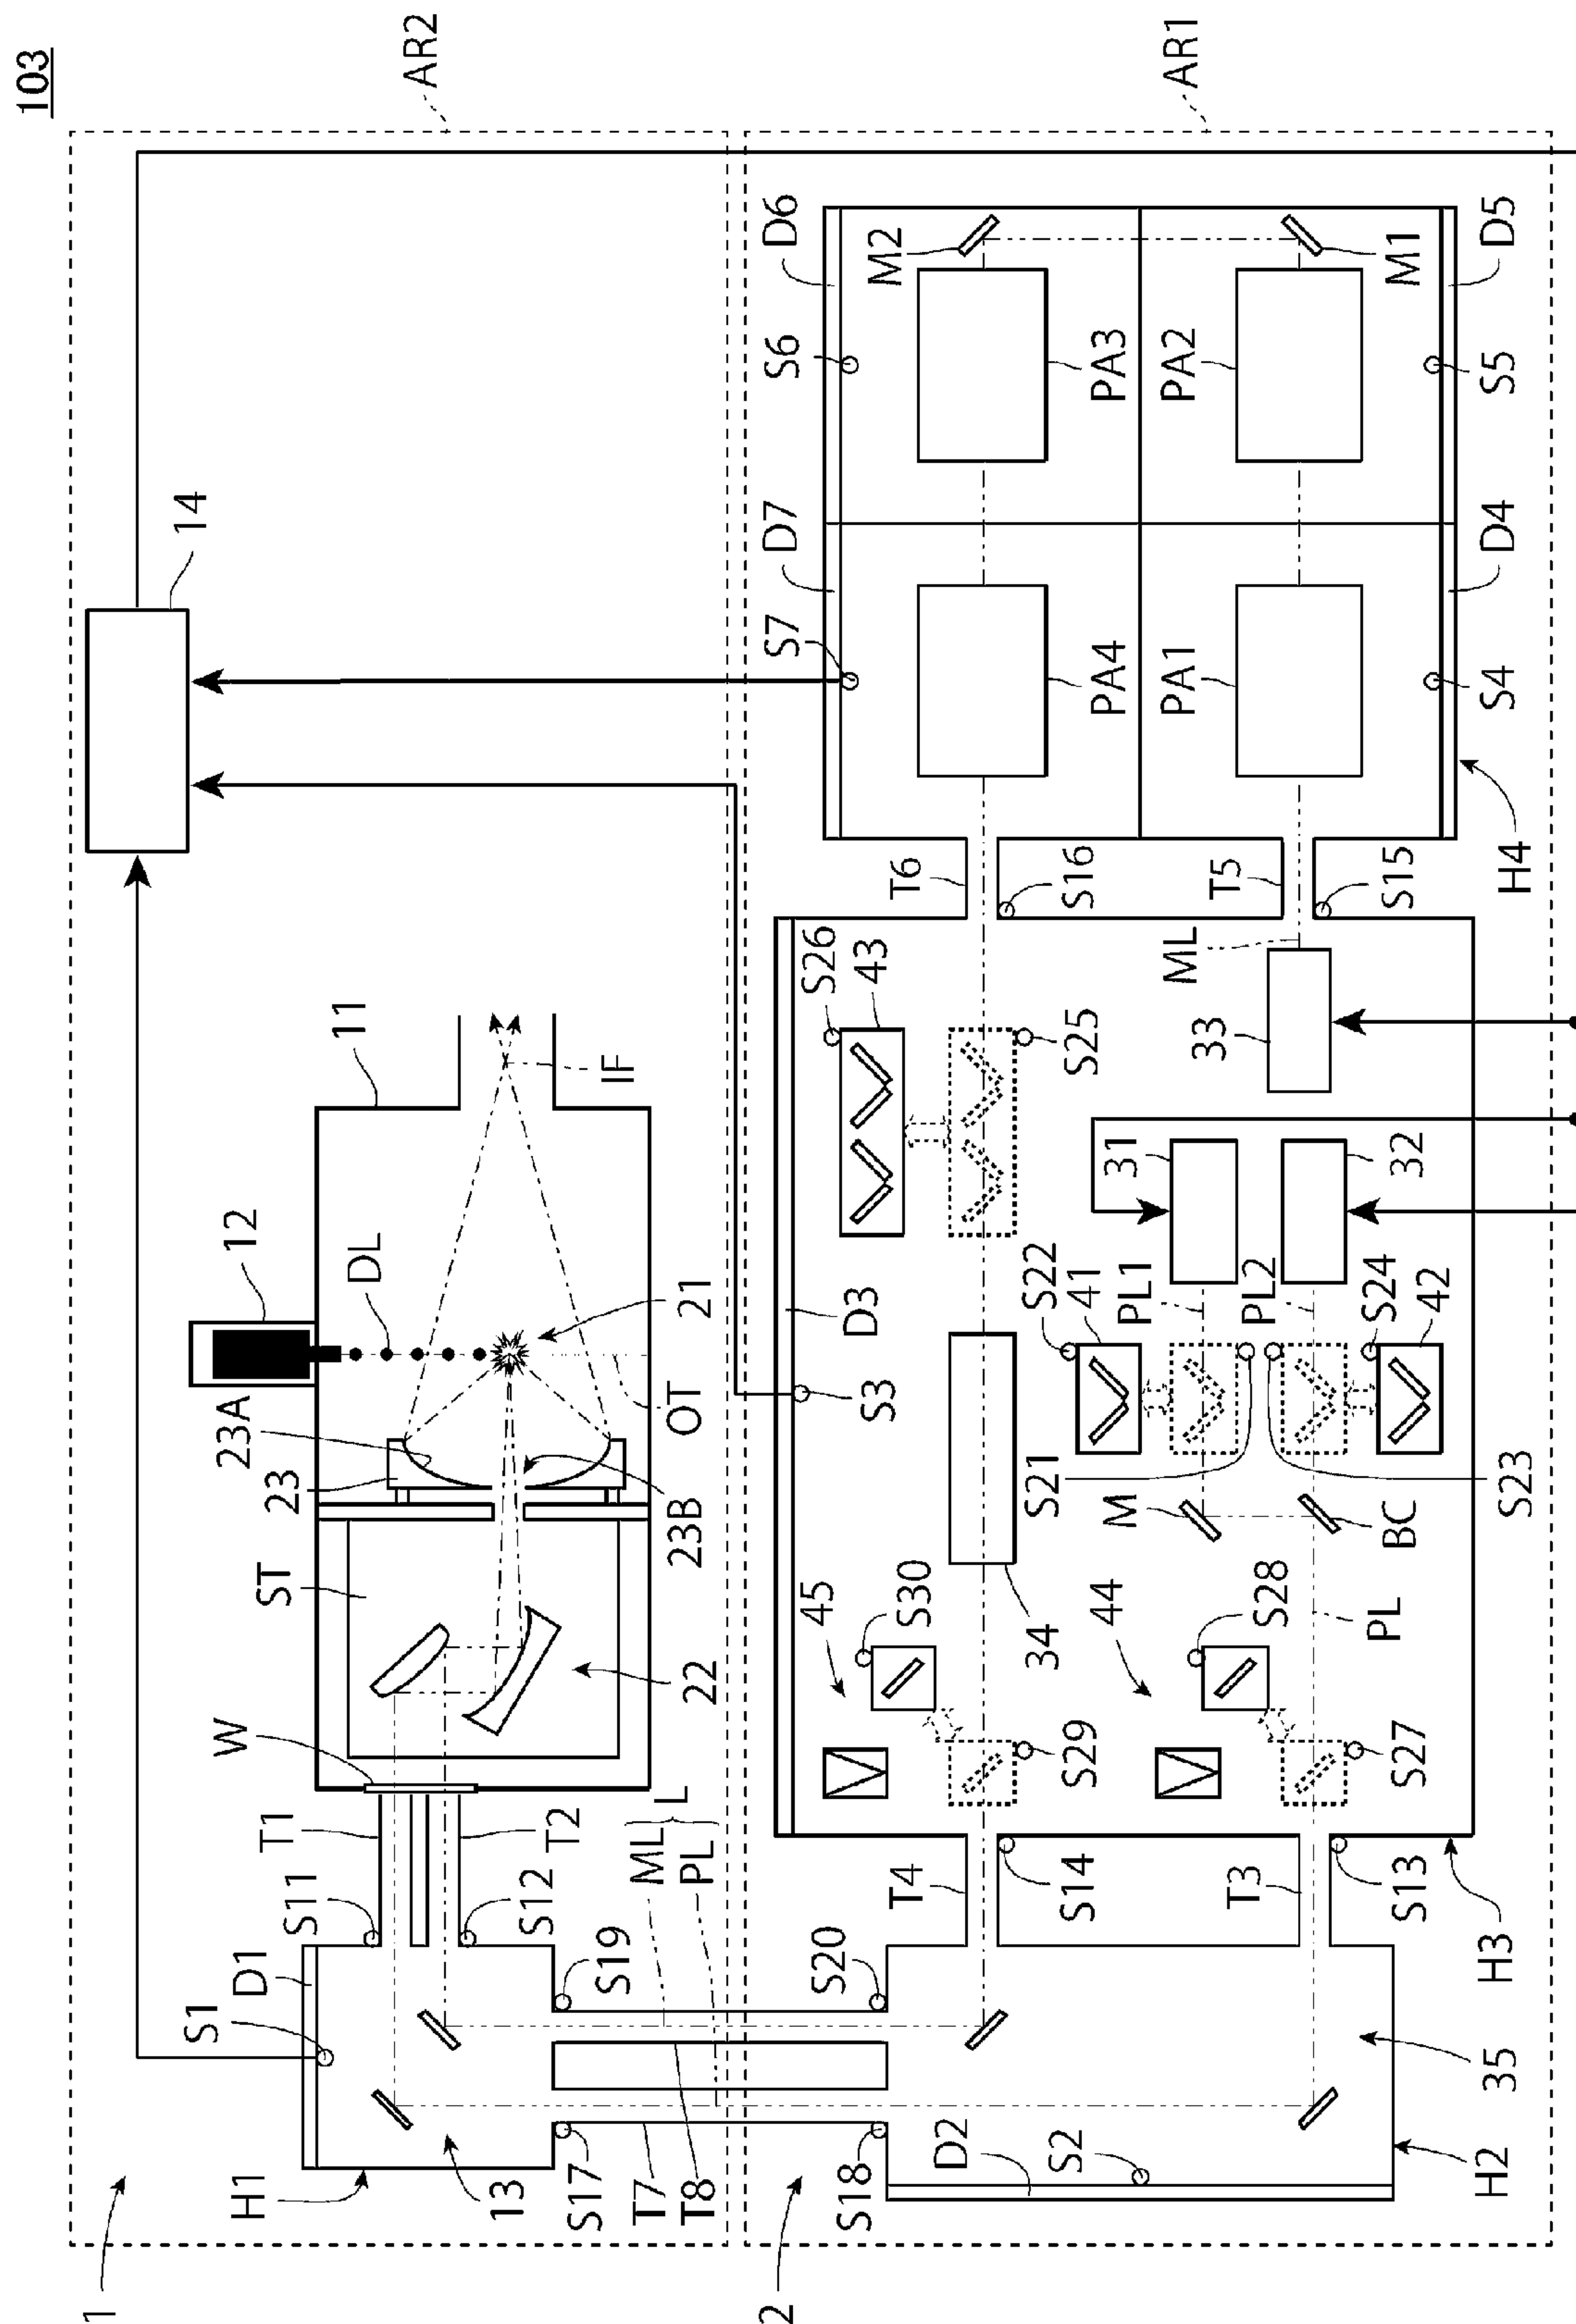 103
1
14
S1
H1
D1
W
23A
12
ST
23
S11
T1
11
DL
AR2
13
S12
T2
S17
S19
IF
T7
ML
L
23B
OT
T8
PL
22
21
2
S7
D7
S6
D6
45
S26
S18
S20
D3
43
S3
M2
T4
S30
T6
D2
34
S21
S22
41
S29
S25
S2
S14
S16
44
M
31
PA4
PA3
PL1
ML
PA1
PA2
AR1
T3
S28
PL2
33
T5
PL
BC
S24
32
M1
S27
S13
42
S15
H2
35
H3
S23
H4
S4
D4
S5
D5